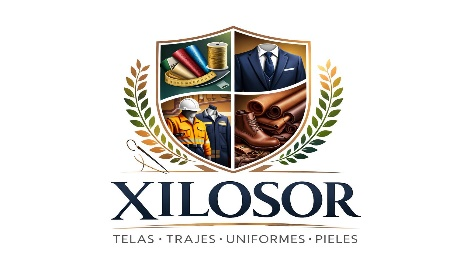 XILOSOR
TELAS · TRAJES · UNIFORMES · PIELES